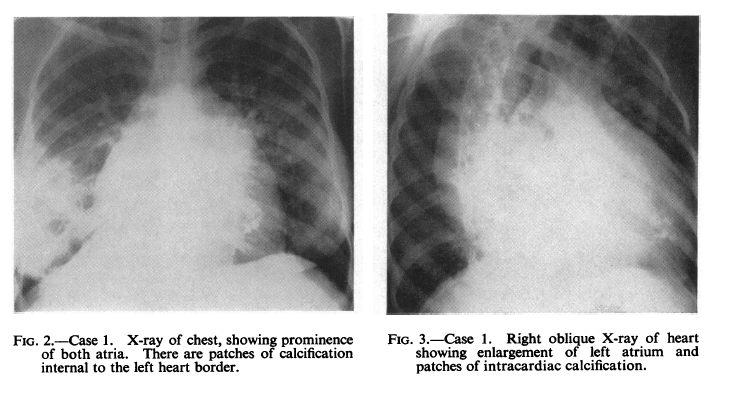 FIG. 2.—Case 1. X-ray of chest, showing prominence
of both atria. There are patches of calcification
internal to the left heart border.
FIG. 3.—Case 1. Right oblique X-ray of heart
showing enlargement of left atrium and
patches of intracardiac calcification.